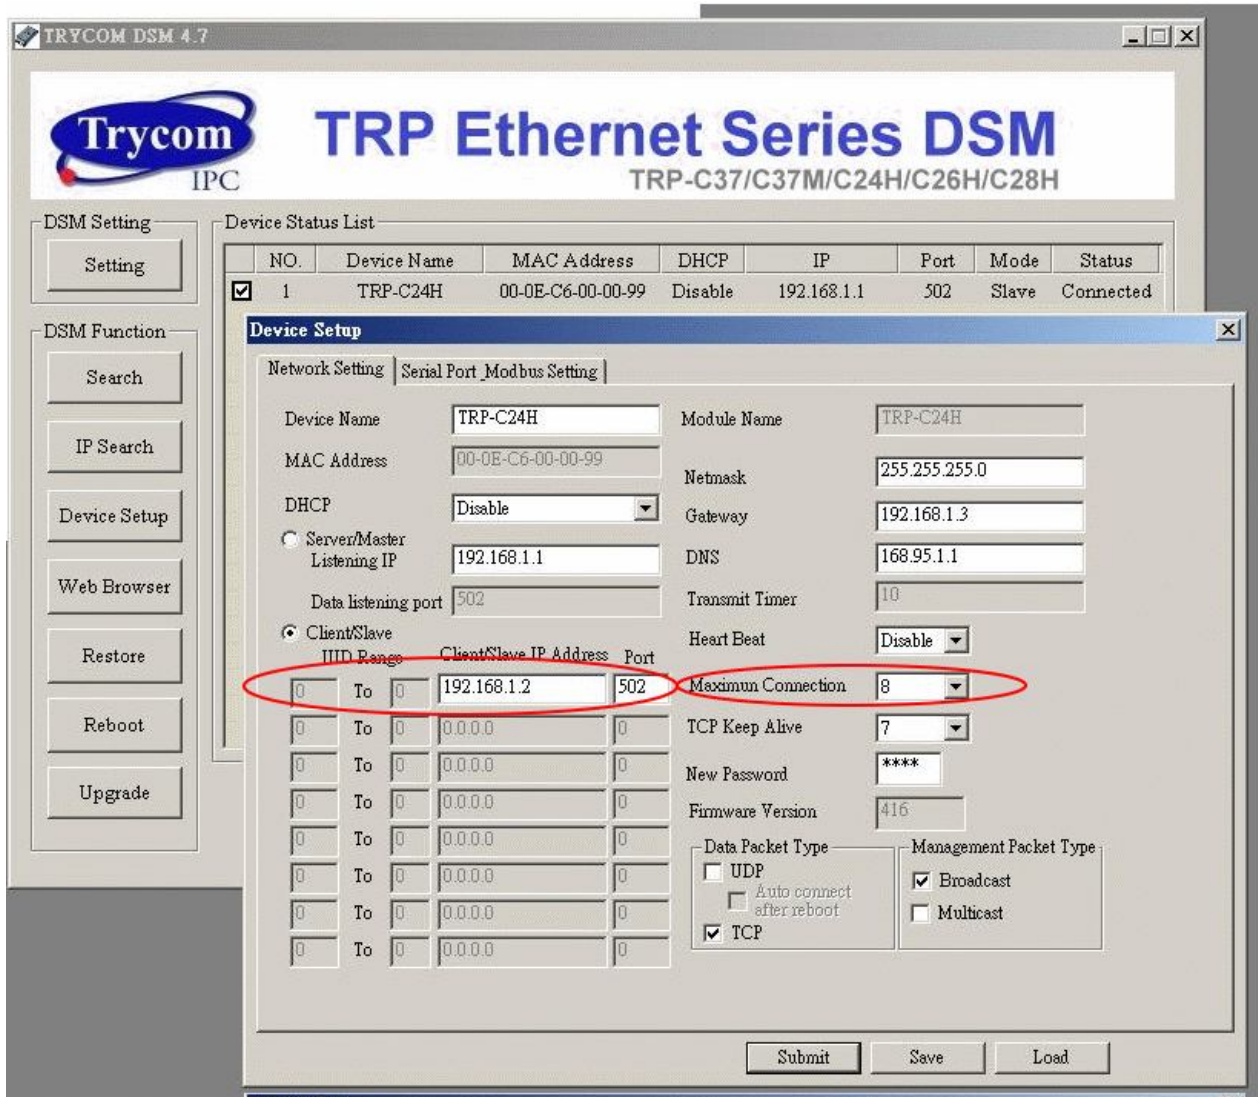 TRYCOM DSM 4.7
Trycom
IPC
TRP Ethernet Series DSM
TRP-C37/C37M/C24H/C26H/C28H
DSM Setting
Setting
DSM Function
Search
IP Search
Device Setup
Web Browser
Restore
Reboot
Upgrade
Device Status List
NO. Device Name MAC Address DHCP IP Port Mode Status
1 TRP-C24H 00-0E-C6-00-00-99 Disable 192.168.1.1 502 Slave Connected
Device Setup
Network Setting Serial Port_Modbus Setting
Device Name TRP-C24H
MAC Address 00-0E-C6-00-00-99
DHCP Disable
Server/Master
Listening IP 192.168.1.1
Data listening port 502
Client/Slave
IIID Range Client/Slave IP Address Port
0 To 0 192.168.1.2 502
0 To 0 0.0.0.0 0
0 To 0 0.0.0.0 0
0 To 0 0.0.0.0 0
0 To 0 0.0.0.0 0
0 To 0 0.0.0.0 0
0 To 0 0.0.0.0 0
0 To 0 0.0.0.0 0
Module Name TRP-C24H
Netmask 255.255.255.0
Gateway 192.168.1.3
DNS 168.95.1.1
Transmit Timer 10
Heart Beat Disable
Maximun Connection 8
TCP Keep Alive 7
New Password ****
Firmware Version 416
Data Packet Type
UDP
Auto connect
after reboot
TCP
Management Packet Type
Broadcast
Multicast
Submit Save Load